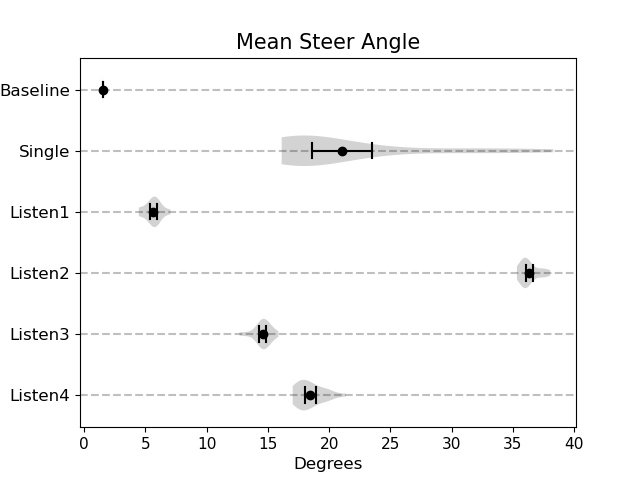 Mean Steer Angle
Baseline
Single
Listen1
Listen2
Listen3
Listen4
0 5 10 15 20 25 30 35 40
Degrees